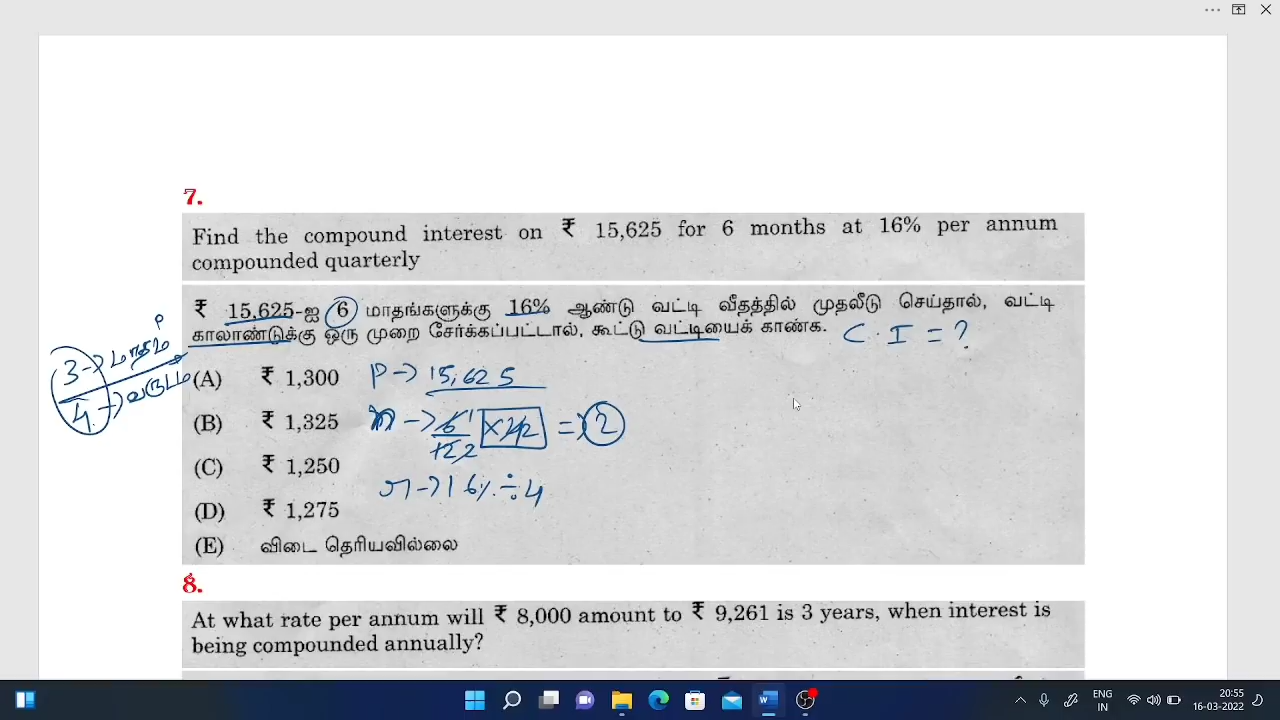 7.
Find the compound interest on ₹ 15,625 for 6 months at 16% per annum
compounded quarterly
₹ 15,625-ஐ 6 மாதங்களுக்கு 16% ஆண்டு வட்டி வீதத்தில் முதலீடு செய்தால், வட்டி
காலாண்டுக்கு ஒரு முறை சேர்க்கப்பட்டால், கூட்டு வட்டியைக் காண்க. C.I = ?
3 → மாதம்
4 → வருடம்
(A) ₹ 1,300 P → 15,625
(B) ₹ 1,325 n → 6/12 = 2
(C) ₹ 1,250
r → 16% ÷ 4
(D) ₹ 1,275
(E) விடை தெரியவில்லை
8.
At what rate per annum will ₹ 8,000 amount to ₹ 9,261 is 3 years, when interest is
being compounded annually?
ENG
IN
20:55
16-03-2022